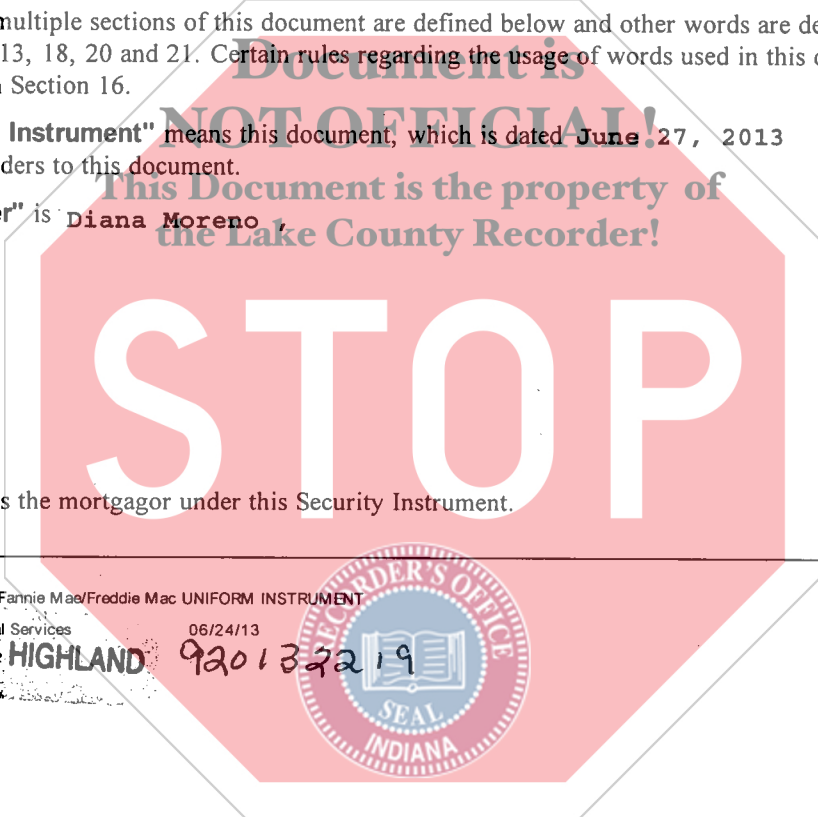 multiple sections of this document are defined below and other words are de
13, 18, 20 and 21. Certain rules regarding the usage of words used in this
Document is
Section 16.
NOT OFFICIAL!
Instrument" means this document, which is dated June 27, 2013
ders to this document.
This Document is the property of
er" is Diana Moreno ,
the Lake County Recorder!
STOP
s the mortgagor under this Security Instrument.
Fannie Mae/Freddie Mac UNIFORM INSTRUMENT
l Services 06/24/13
HIGHLAND 920132219
RECORDER'S OFFICE
SEAL
INDIANA